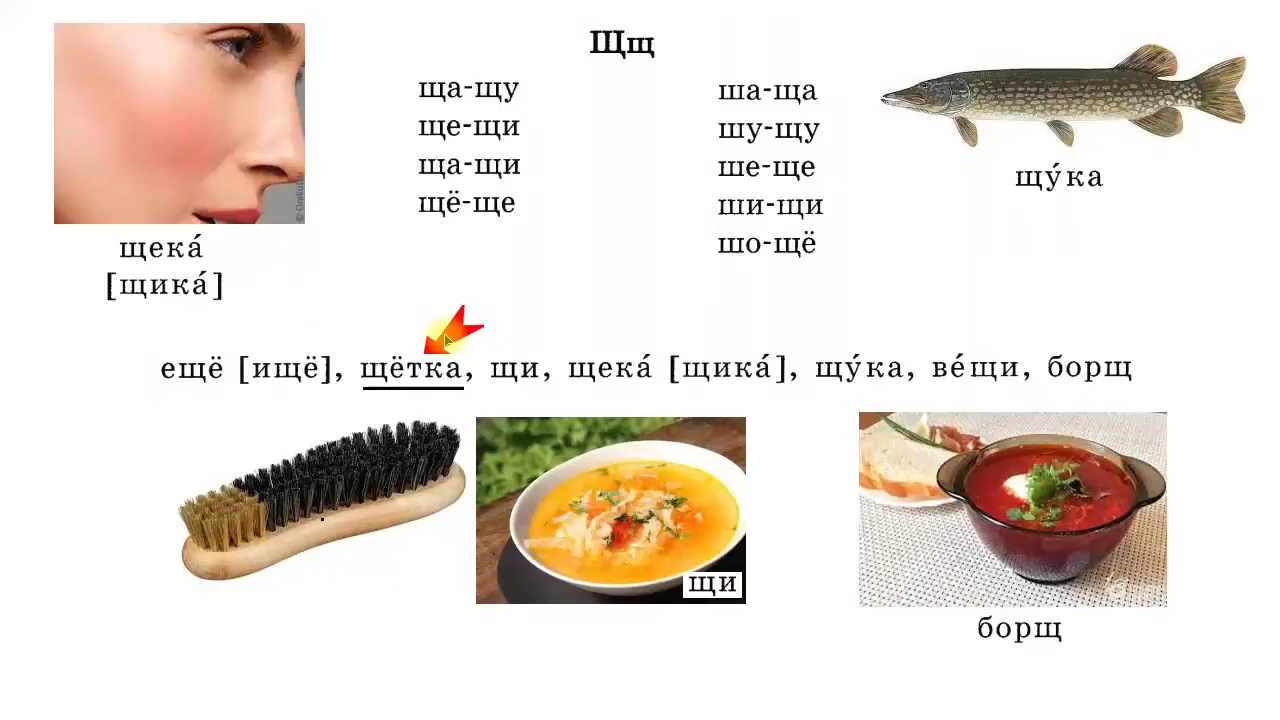 Щщ
ща-щу
ще-щи
ща-щи
щё-ще
ша-ща
шу-щу
ше-ще
ши-щи
шо-щё
щу́ка
щека́
[щика́]
ещё [ищё], щётка, щи, щека́ [щика́], щу́ка, ве́щи, борщ
щи
борщ